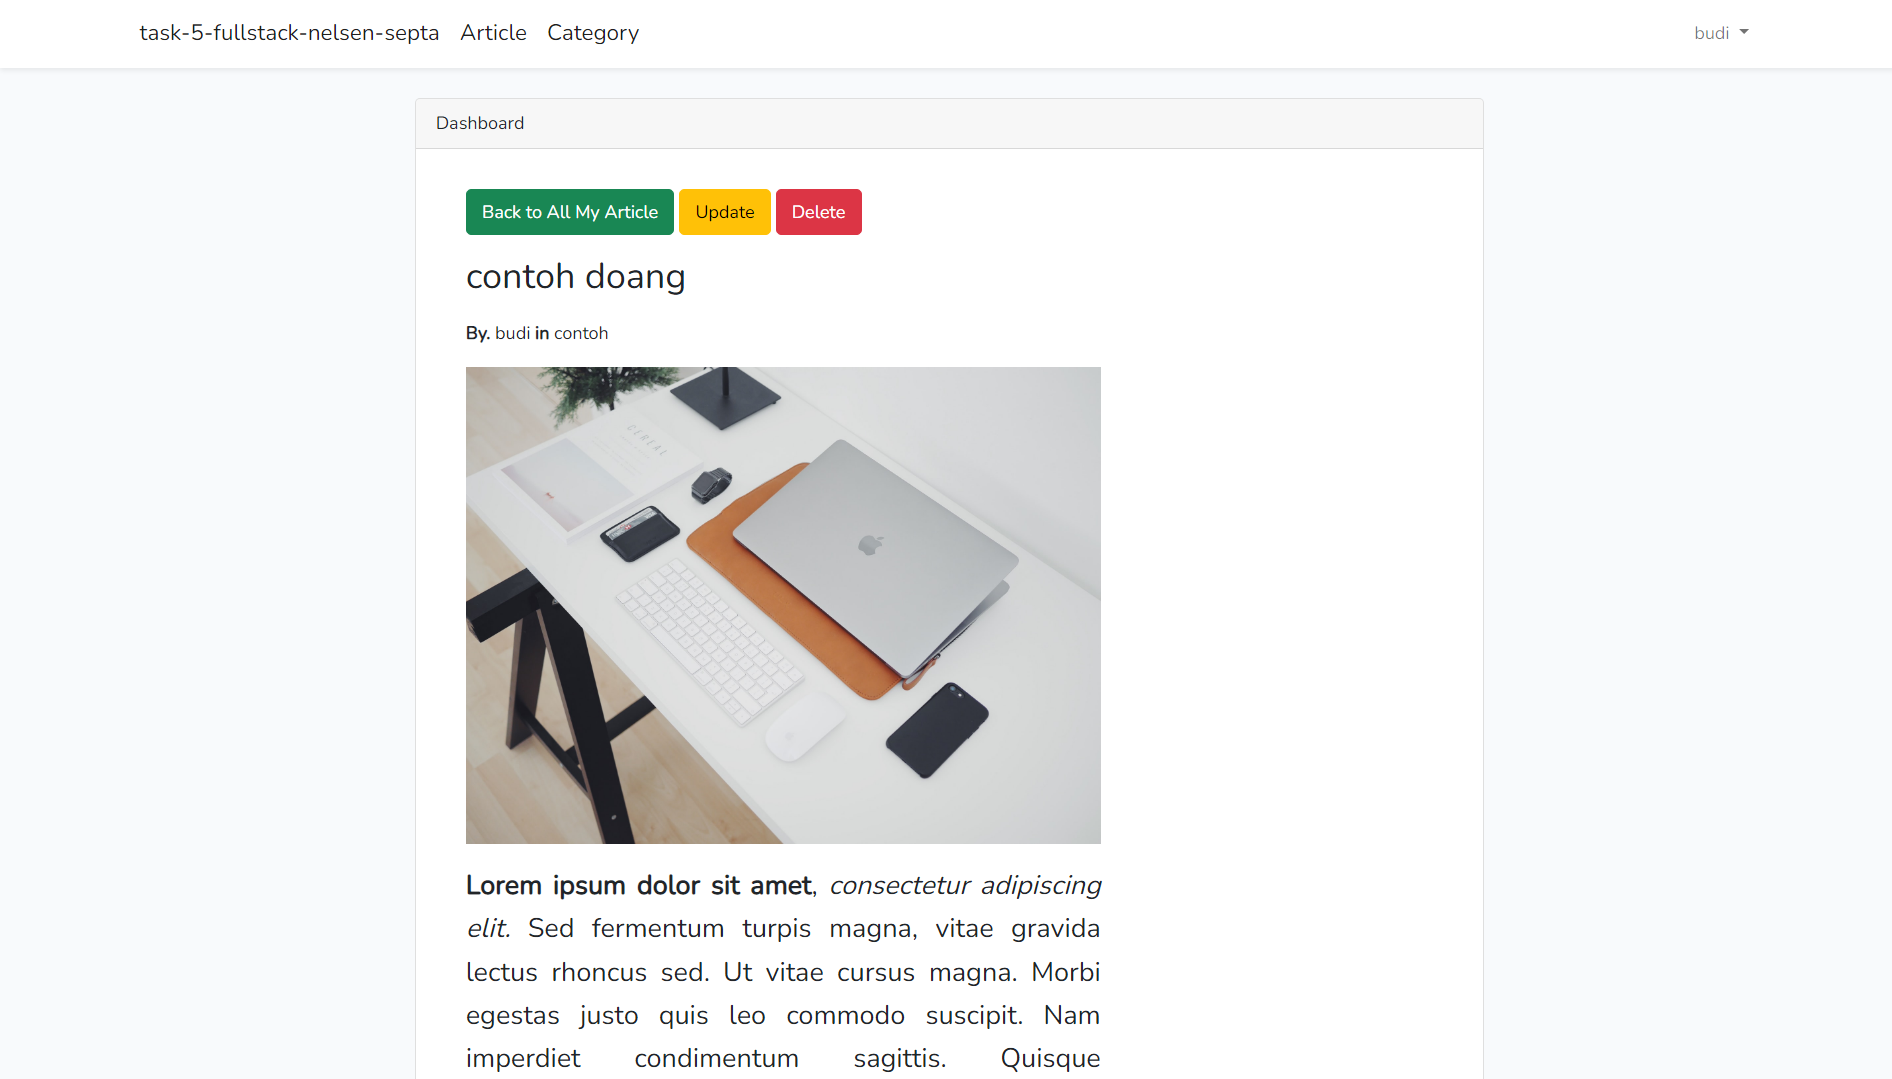 task-5-fullstack-nelsen-septa Article Category budi
Dashboard
Back to All My Article Update Delete
contoh doang
By. budi in contoh
CEREAL
Lorem ipsum dolor sit amet, consectetur adipiscing
elit. Sed fermentum turpis magna, vitae gravida
lectus rhoncus sed. Ut vitae cursus magna. Morbi
egestas justo quis leo commodo suscipit. Nam
imperdiet condimentum sagittis. Quisque